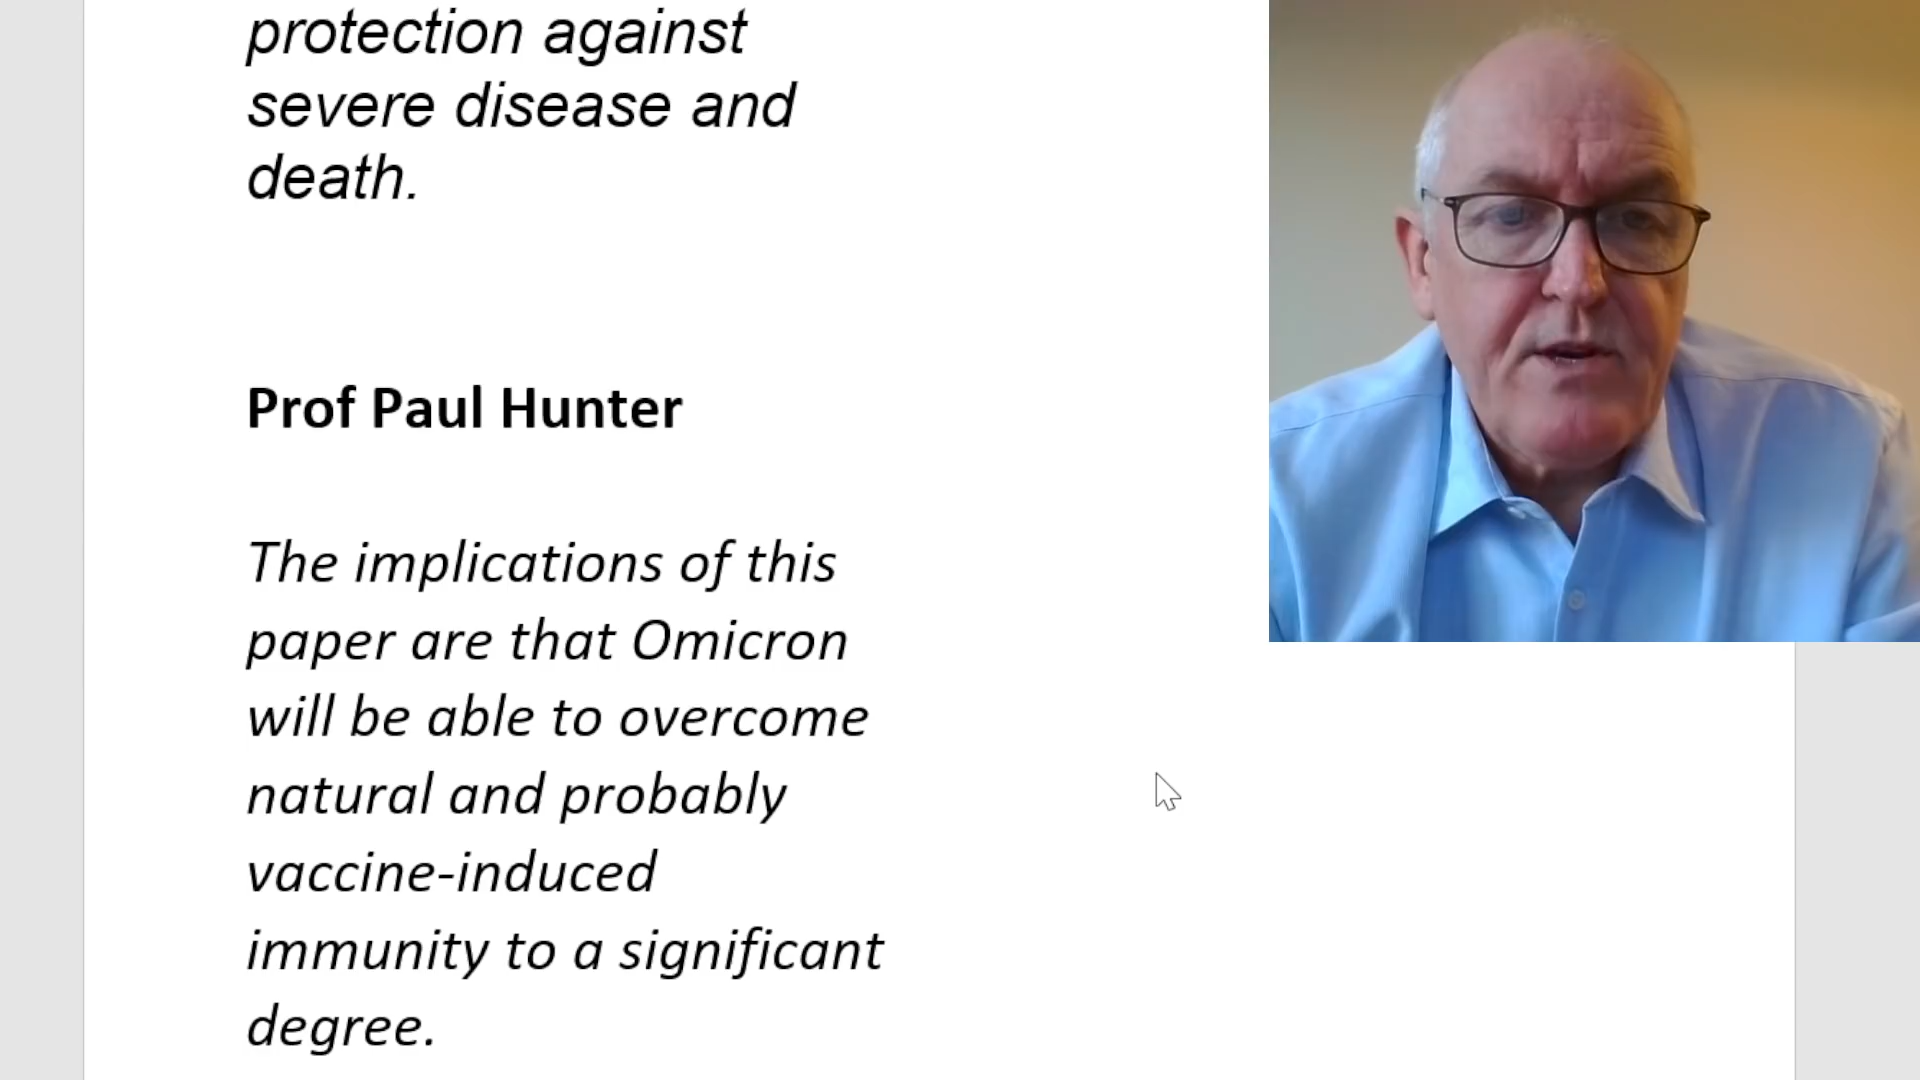 protection against
severe disease and
death.
Prof Paul Hunter
The implications of this
paper are that Omicron
will be able to overcome
natural and probably
vaccine-induced
immunity to a significant
degree.